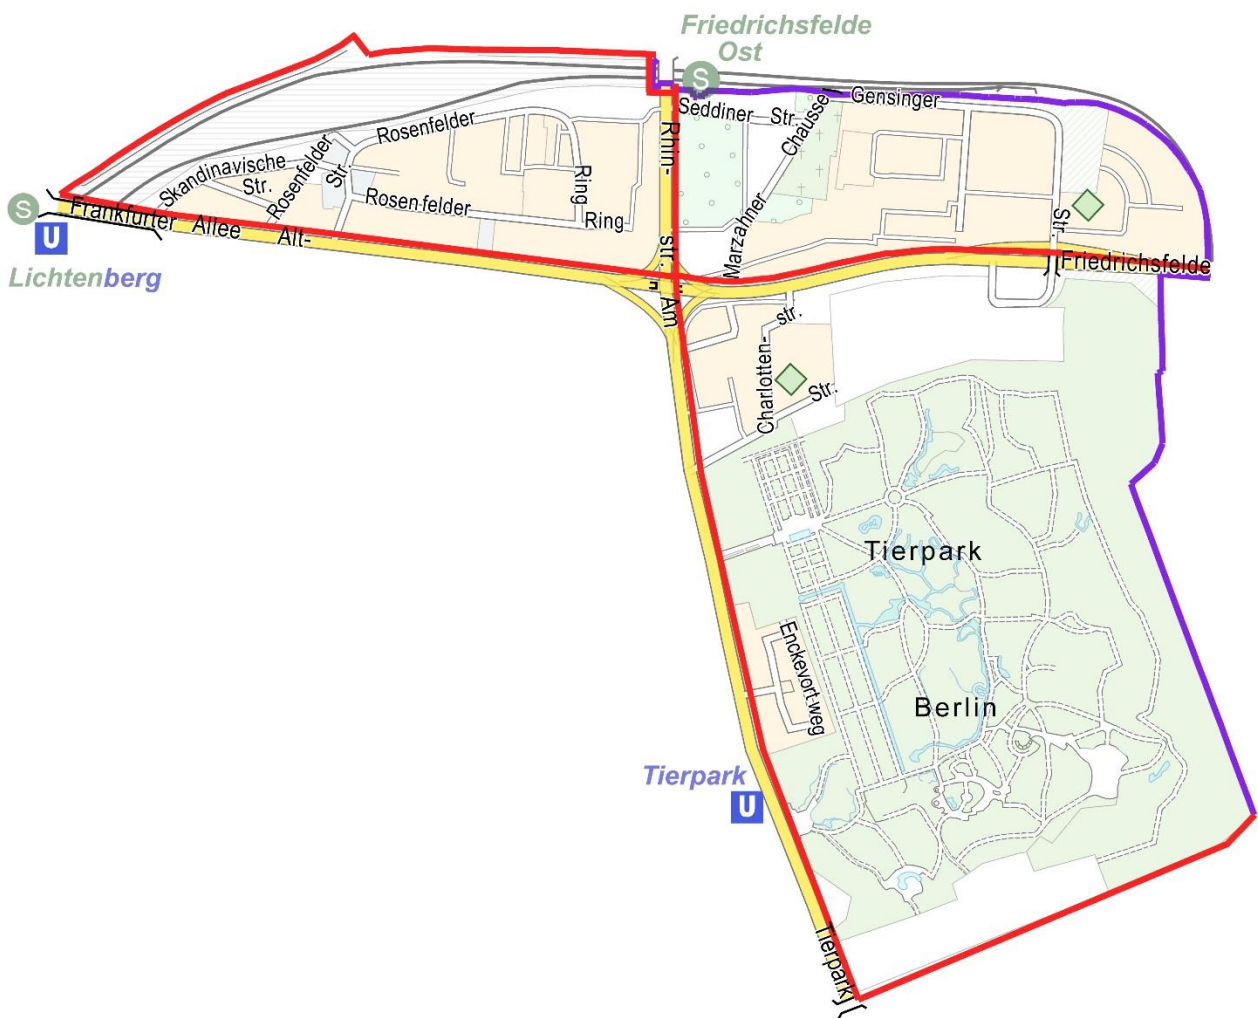 Friedrichsfelde
Ost
S
Seddiner Str.
Gensinger
Str.
Rhin-
str.
Rosenfelder
Ring
Skandinavische
Str.
Rosenfelder
Str.
Rosenfelder
Ring
Marzahner Chaussee
S
U
Lichtenberg
Frankfurter Allee
Alt-
Friedrichsfelde
Am
Charlotten-
str.
Str.
Tierpark
Berlin
Enckevortweg
Tierpark
U
Tierpark